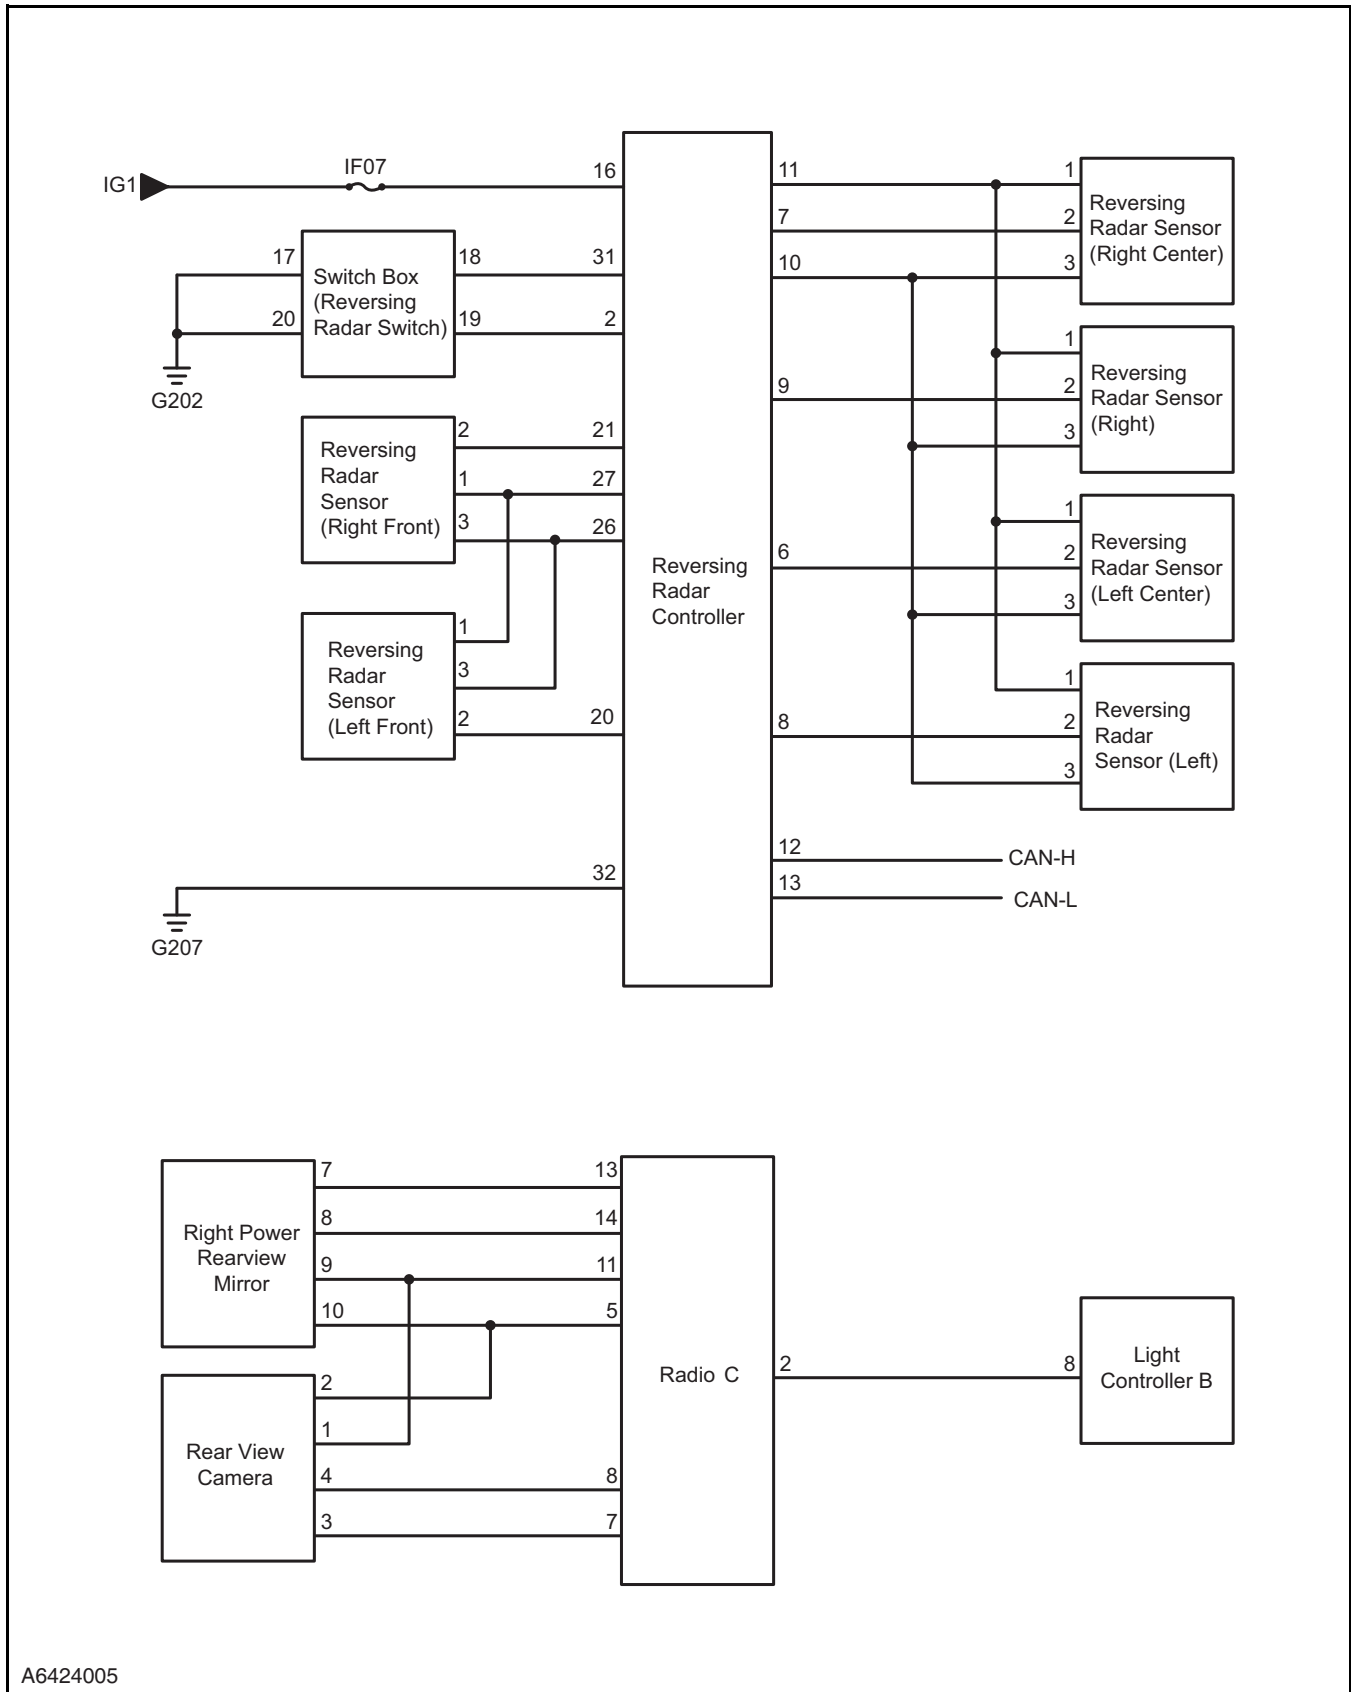 IG1
IF07
16
17
Switch Box
(Reversing
Radar Switch)
18
31
20
19
2
G202
Reversing
Radar
Sensor
(Right Front)
2
21
1
27
3
26
Reversing
Radar
Sensor
(Left Front)
1
3
2
20
32
G207
Reversing
Radar
Controller
11
1
7
2
10
3
Reversing
Radar Sensor
(Right Center)
1
9
2
3
Reversing
Radar Sensor
(Right)
1
6
2
3
Reversing
Radar Sensor
(Left Center)
1
8
2
3
Reversing
Radar
Sensor (Left)
12
CAN-H
13
CAN-L
Right Power
Rearview
Mirror
7
13
8
14
9
11
10
5
Rear View
Camera
2
1
4
8
3
7
Radio C
2
8
Light
Controller B
A6424005